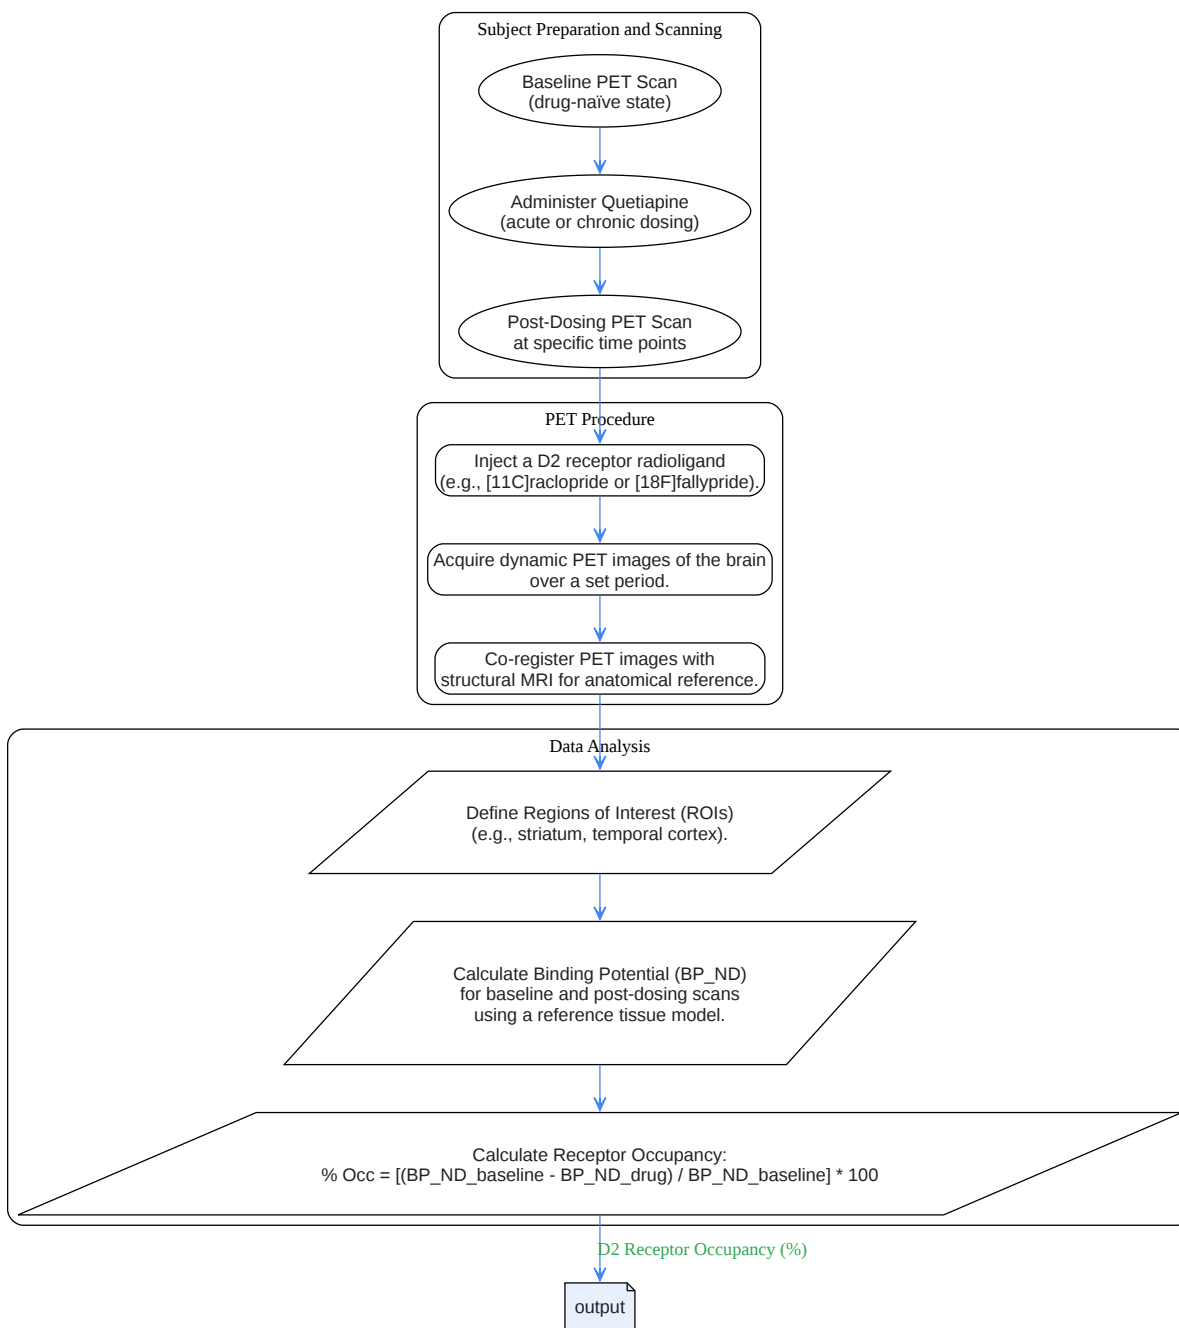 Subject Preparation and Scanning
Baseline PET Scan
(drug-naïve state)
Administer Quetiapine
(acute or chronic dosing)
Post-Dosing PET Scan
at specific time points
PET Procedure
Inject a D2 receptor radioligand
(e.g., [11C]raclopride or [18F]fallypride).
Acquire dynamic PET images of the brain
over a set period.
Co-register PET images with
structural MRI for anatomical reference.
Data Analysis
Define Regions of Interest (ROIs)
(e.g., striatum, temporal cortex).
Calculate Binding Potential (BP_ND)
for baseline and post-dosing scans
using a reference tissue model.
Calculate Receptor Occupancy:
% Occ = [(BP_ND_baseline - BP_ND_drug) / BP_ND_baseline] * 100
D2 Receptor Occupancy (%)
output